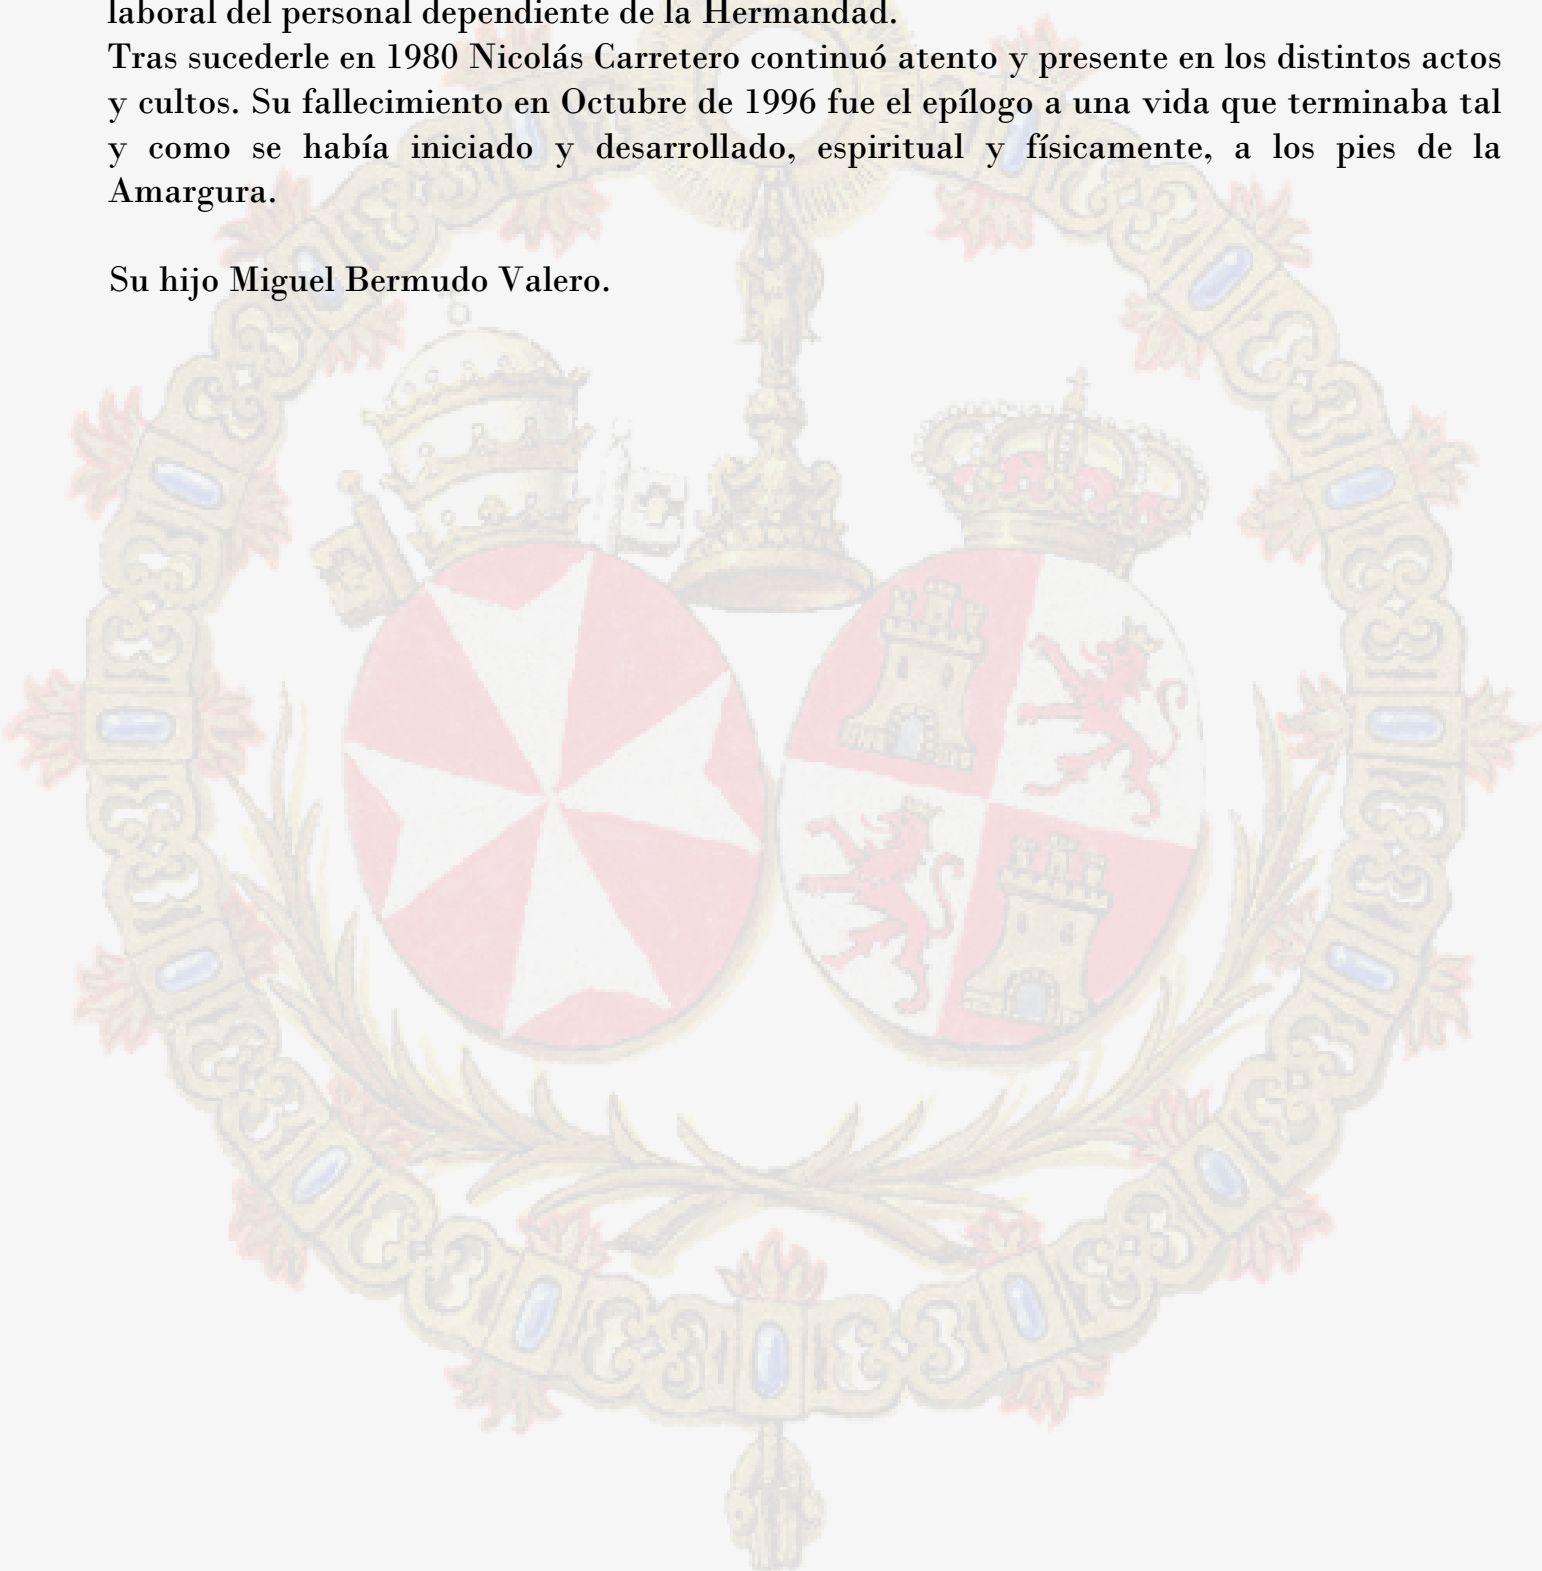 laboral del personal dependiente de la Hermandad.
Tras sucederle en 1980 Nicolás Carretero continuó atento y presente en los distintos actos
y cultos. Su fallecimiento en Octubre de 1996 fue el epílogo a una vida que terminaba tal
y como se había iniciado y desarrollado, espiritual y físicamente, a los pies de la
Amargura.
Su hijo Miguel Bermudo Valero.